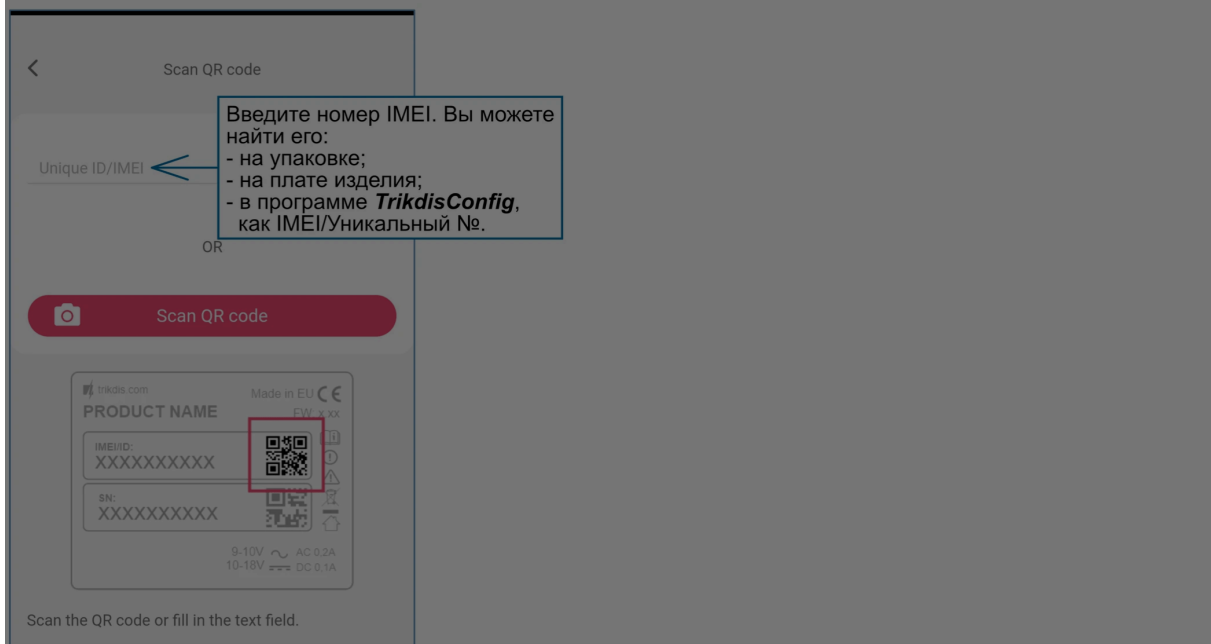 Scan QR code
Введите номер IMEI. Вы можете
найти его:
- на упаковке;
- на плате изделия;
- в программе TrikdisConfig,
как IMEI/Уникальный №.
Unique ID/IMEI
OR
Scan QR code
trikdis.com
Made in EU CE
PRODUCT NAME
FW. x.xx
IMEI/ID:
XXXXXXXXXX
SN:
XXXXXXXXXX
9-10V AC 0,2A
10-18V DC 0,1A
Scan the QR code or fill in the text field.